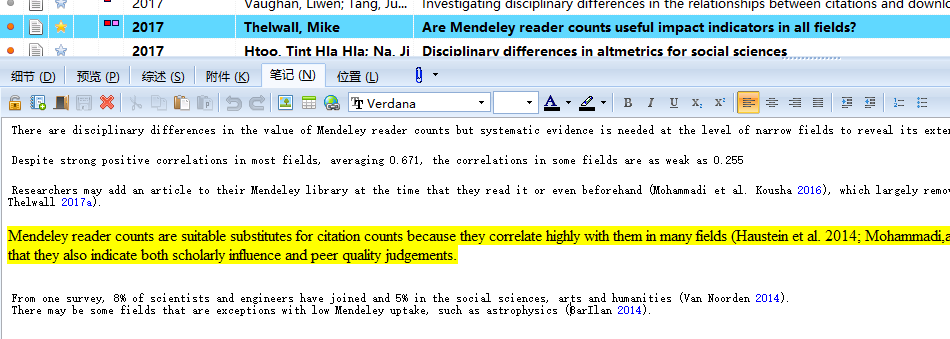 2017 Vaughan, Liwen; Tang, Ju... Investigating disciplinary differences in the relationships between citations and downlo
2017 Thelwall, Mike Are Mendeley reader counts useful impact indicators in all fields?
2017 Htoo, Tint Hla Hla; Na, Ji Disciplinary differences in altmetrics for social sciences
细节 (D) 预览 (P) 综述 (S) 附件 (K) 笔记 (N) 位置 (L)
Verdana A B I U X₂ X²
There are disciplinary differences in the value of Mendeley reader counts but systematic evidence is needed at the level of narrow fields to reveal its exten
Despite strong positive correlations in most fields, averaging 0.671, the correlations in some fields are as weak as 0.255
Researchers may add an article to their Mendeley library at the time that they read it or even beforehand (Mohammadi et al. Kousha 2016), which largely remov
Thelwall 2017a).
Mendeley reader counts are suitable substitutes for citation counts because they correlate highly with them in many fields (Haustein et al. 2014; Mohammadi,a
that they also indicate both scholarly influence and peer quality judgements.
From one survey, 8% of scientists and engineers have joined and 5% in the social sciences, arts and humanities (Van Noorden 2014).
There may be some fields that are exceptions with low Mendeley uptake, such as astrophysics (BarIlan 2014).